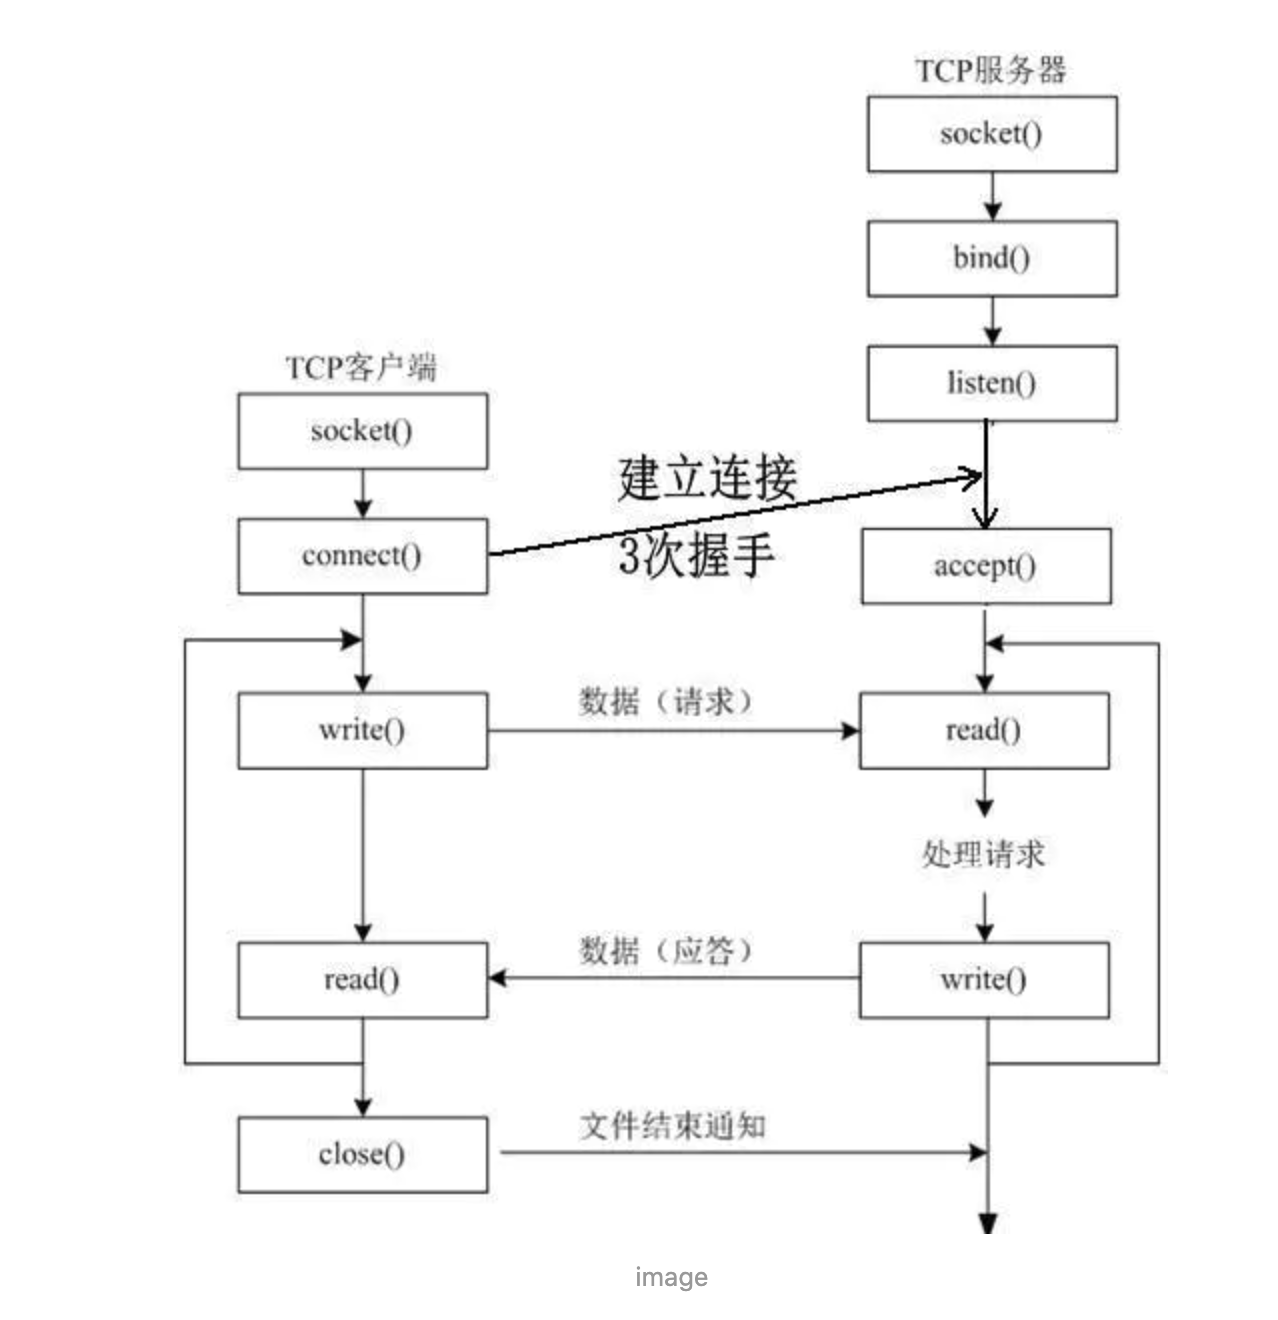 TCP服务器
socket()
bind()
listen()
TCP客户端
socket()
建立连接
connect()
3次握手
accept()
write()
数据（请求）
read()
处理请求
read()
数据（应答）
write()
close()
文件结束通知
image